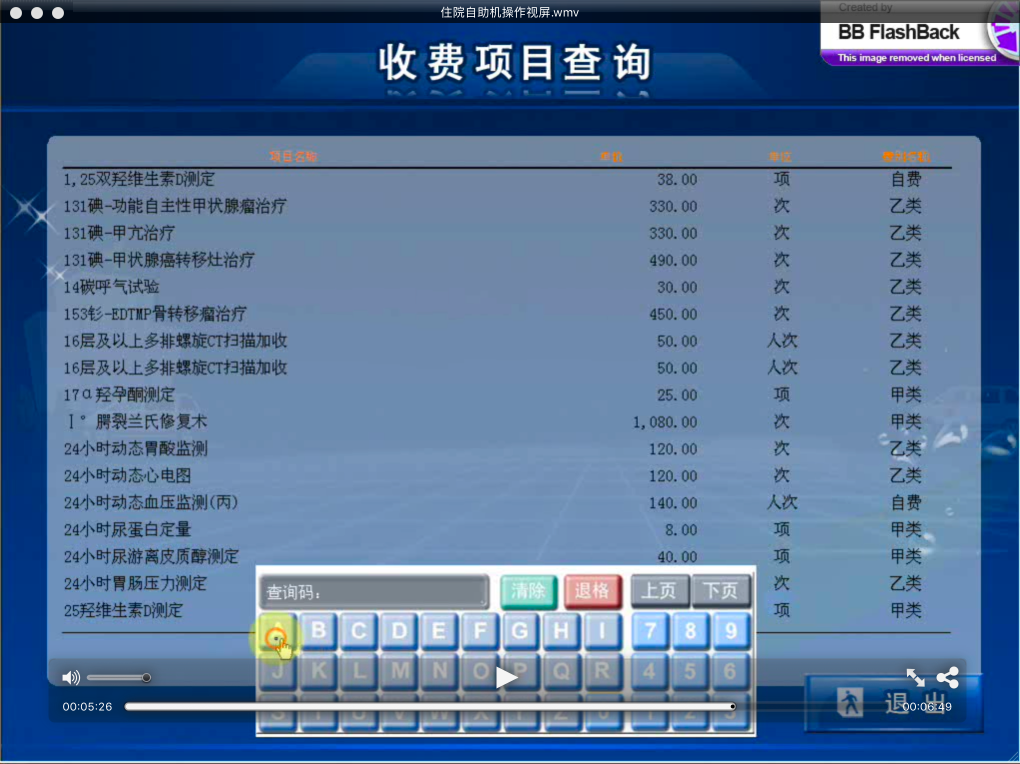 住院自助机操作视屏.wmv
Created by
BB FlashBack
This image removed when licensed
收费项目查询
项目名称 单价 单位
1,25双羟维生素D测定 38.00 项 自费
131碘-功能自主性甲状腺瘤治疗 330.00 次 乙类
131碘-甲亢治疗 330.00 次 乙类
131碘-甲状腺癌转移灶治疗 490.00 次 乙类
14碳呼气试验 30.00 次 乙类
153钐-EDTMP骨转移瘤治疗 450.00 次 乙类
16层及以上多排螺旋CT扫描加收 50.00 人次 乙类
16层及以上多排螺旋CT扫描加收 50.00 人次 乙类
17α羟孕酮测定 25.00 项 甲类
Ⅰ°腭裂兰氏修复术 1,080.00 次 甲类
24小时动态胃酸监测 120.00 次 乙类
24小时动态心电图 120.00 次 乙类
24小时动态血压监测(丙) 140.00 人次 自费
24小时尿蛋白定量 8.00 项 甲类
24小时尿游离皮质醇测定 40.00 项 甲类
24小时胃肠压力测定 次 乙类
25羟维生素D测定 项 甲类
查询码: 清除 退格 上页 下页
A B C D E F G H I 7 8 9
J K L M N O P Q R 4 5 6
S T U V W X Y Z 0 1 2 3
退出
00:05:26 00:06:49